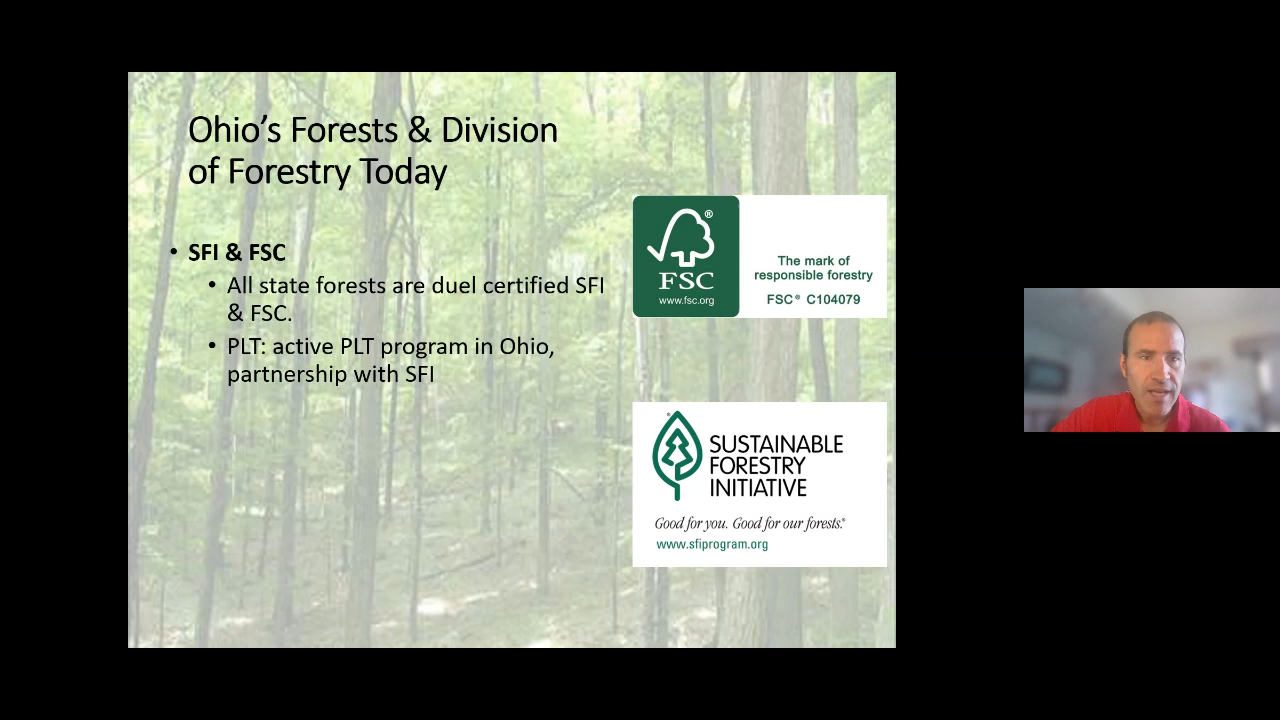 Ohio's Forests & Division
of Forestry Today
• SFI & FSC
• All state forests are duel certified SFI
& FSC.
• PLT: active PLT program in Ohio,
partnership with SFI
FSC
www.fsc.org
The mark of
responsible forestry
FSC® C104079
SUSTAINABLE
FORESTRY
INITIATIVE
Good for you. Good for our forests.®
www.sfiprogram.org